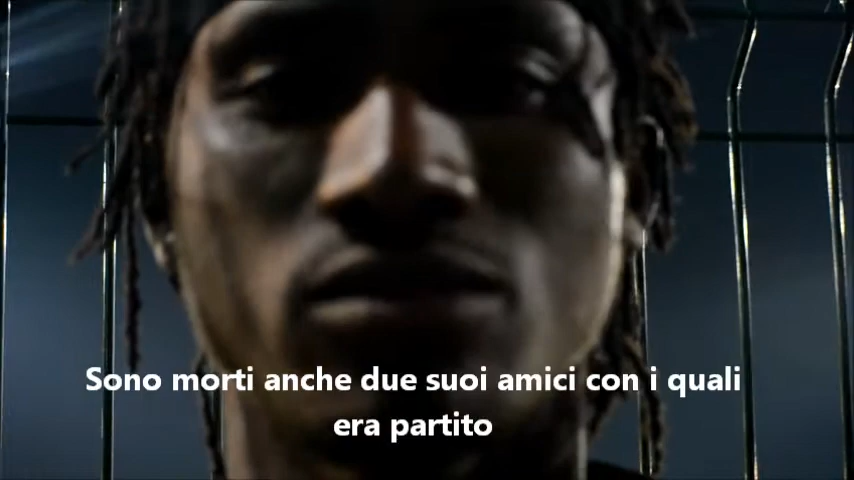 Sono morti anche due suoi amici con i quali
era partito